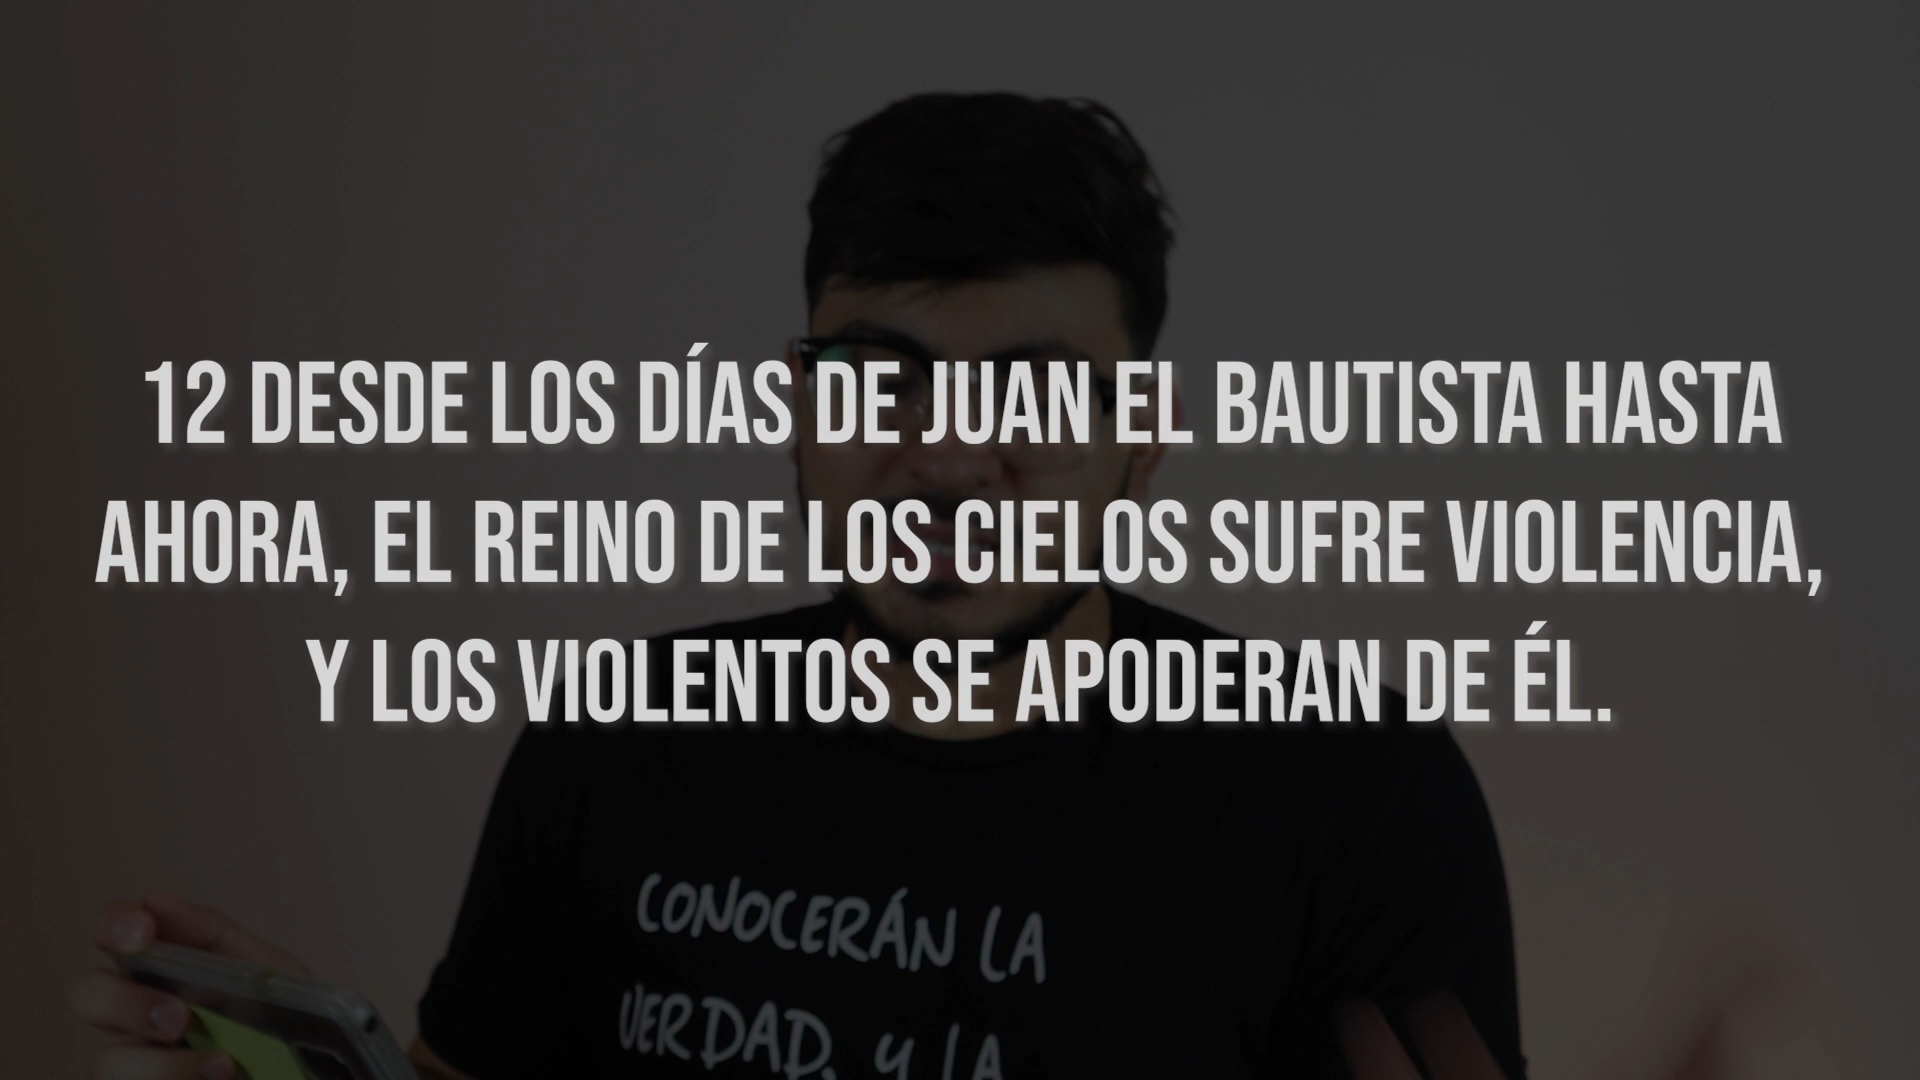 12 DESDE LOS DÍAS DE JUAN EL BAUTISTA HASTA
AHORA, EL REINO DE LOS CIELOS SUFRE VIOLENCIA,
Y LOS VIOLENTOS SE APODERAN DE ÉL.
CONOCERÁN LA
VERDAD, Y LA